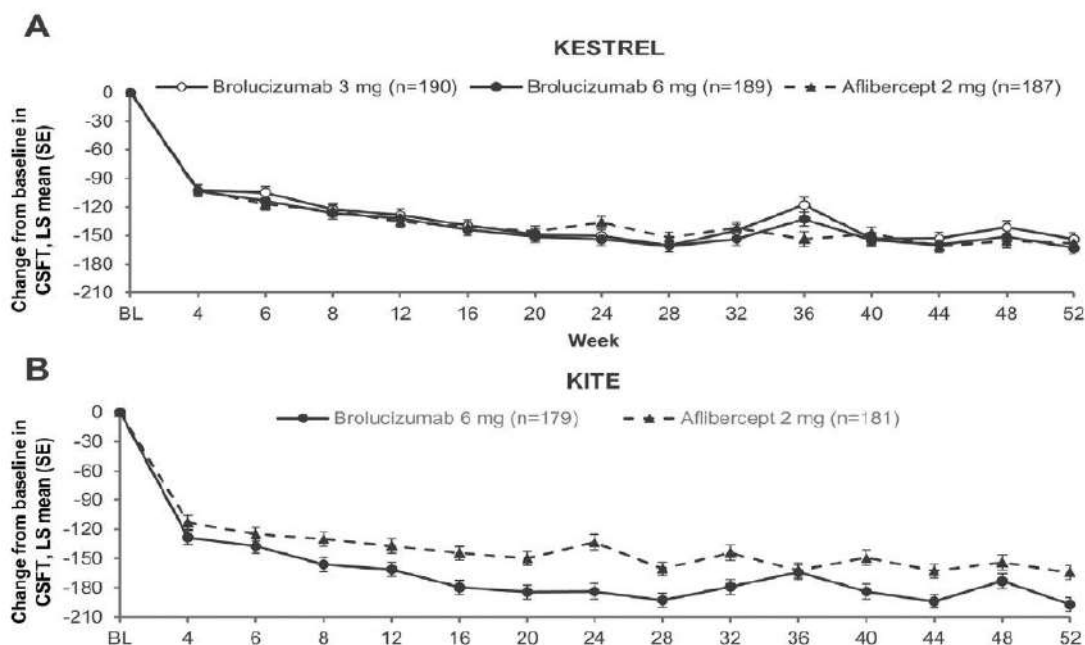 A
KESTREL
Brolucizumab 3 mg (n=190) Brolucizumab 6 mg (n=189) Aflibercept 2 mg (n=187)
Change from baseline in
CSFT, LS mean (SE)
0
-30
-60
-90
-120
-150
-180
-210
BL 4 6 8 12 16 20 24 28 32 36 40 44 48 52
Week
B
KITE
Brolucizumab 6 mg (n=179) Aflibercept 2 mg (n=181)
Change from baseline in
CSFT, LS mean (SE)
0
-30
-60
-90
-120
-150
-180
-210
BL 4 6 8 12 16 20 24 28 32 36 40 44 48 52